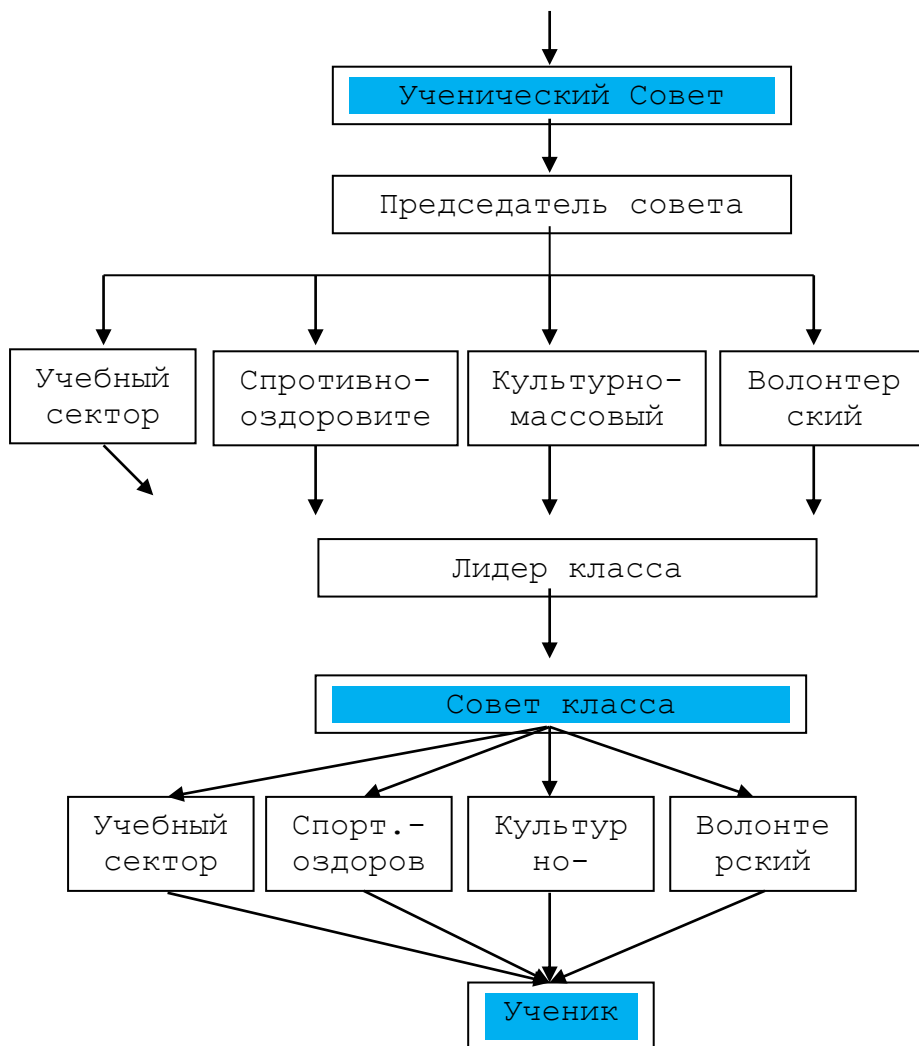 Ученический Совет
Председатель совета
Учебный
сектор
Спротивно-
оздоровите
Культурно-
массовый
Волонтер
ский
Лидер класса
Совет класса
Учебный
сектор
Спорт.-
оздоров
Культур
но-
Волонте
рский
Ученик